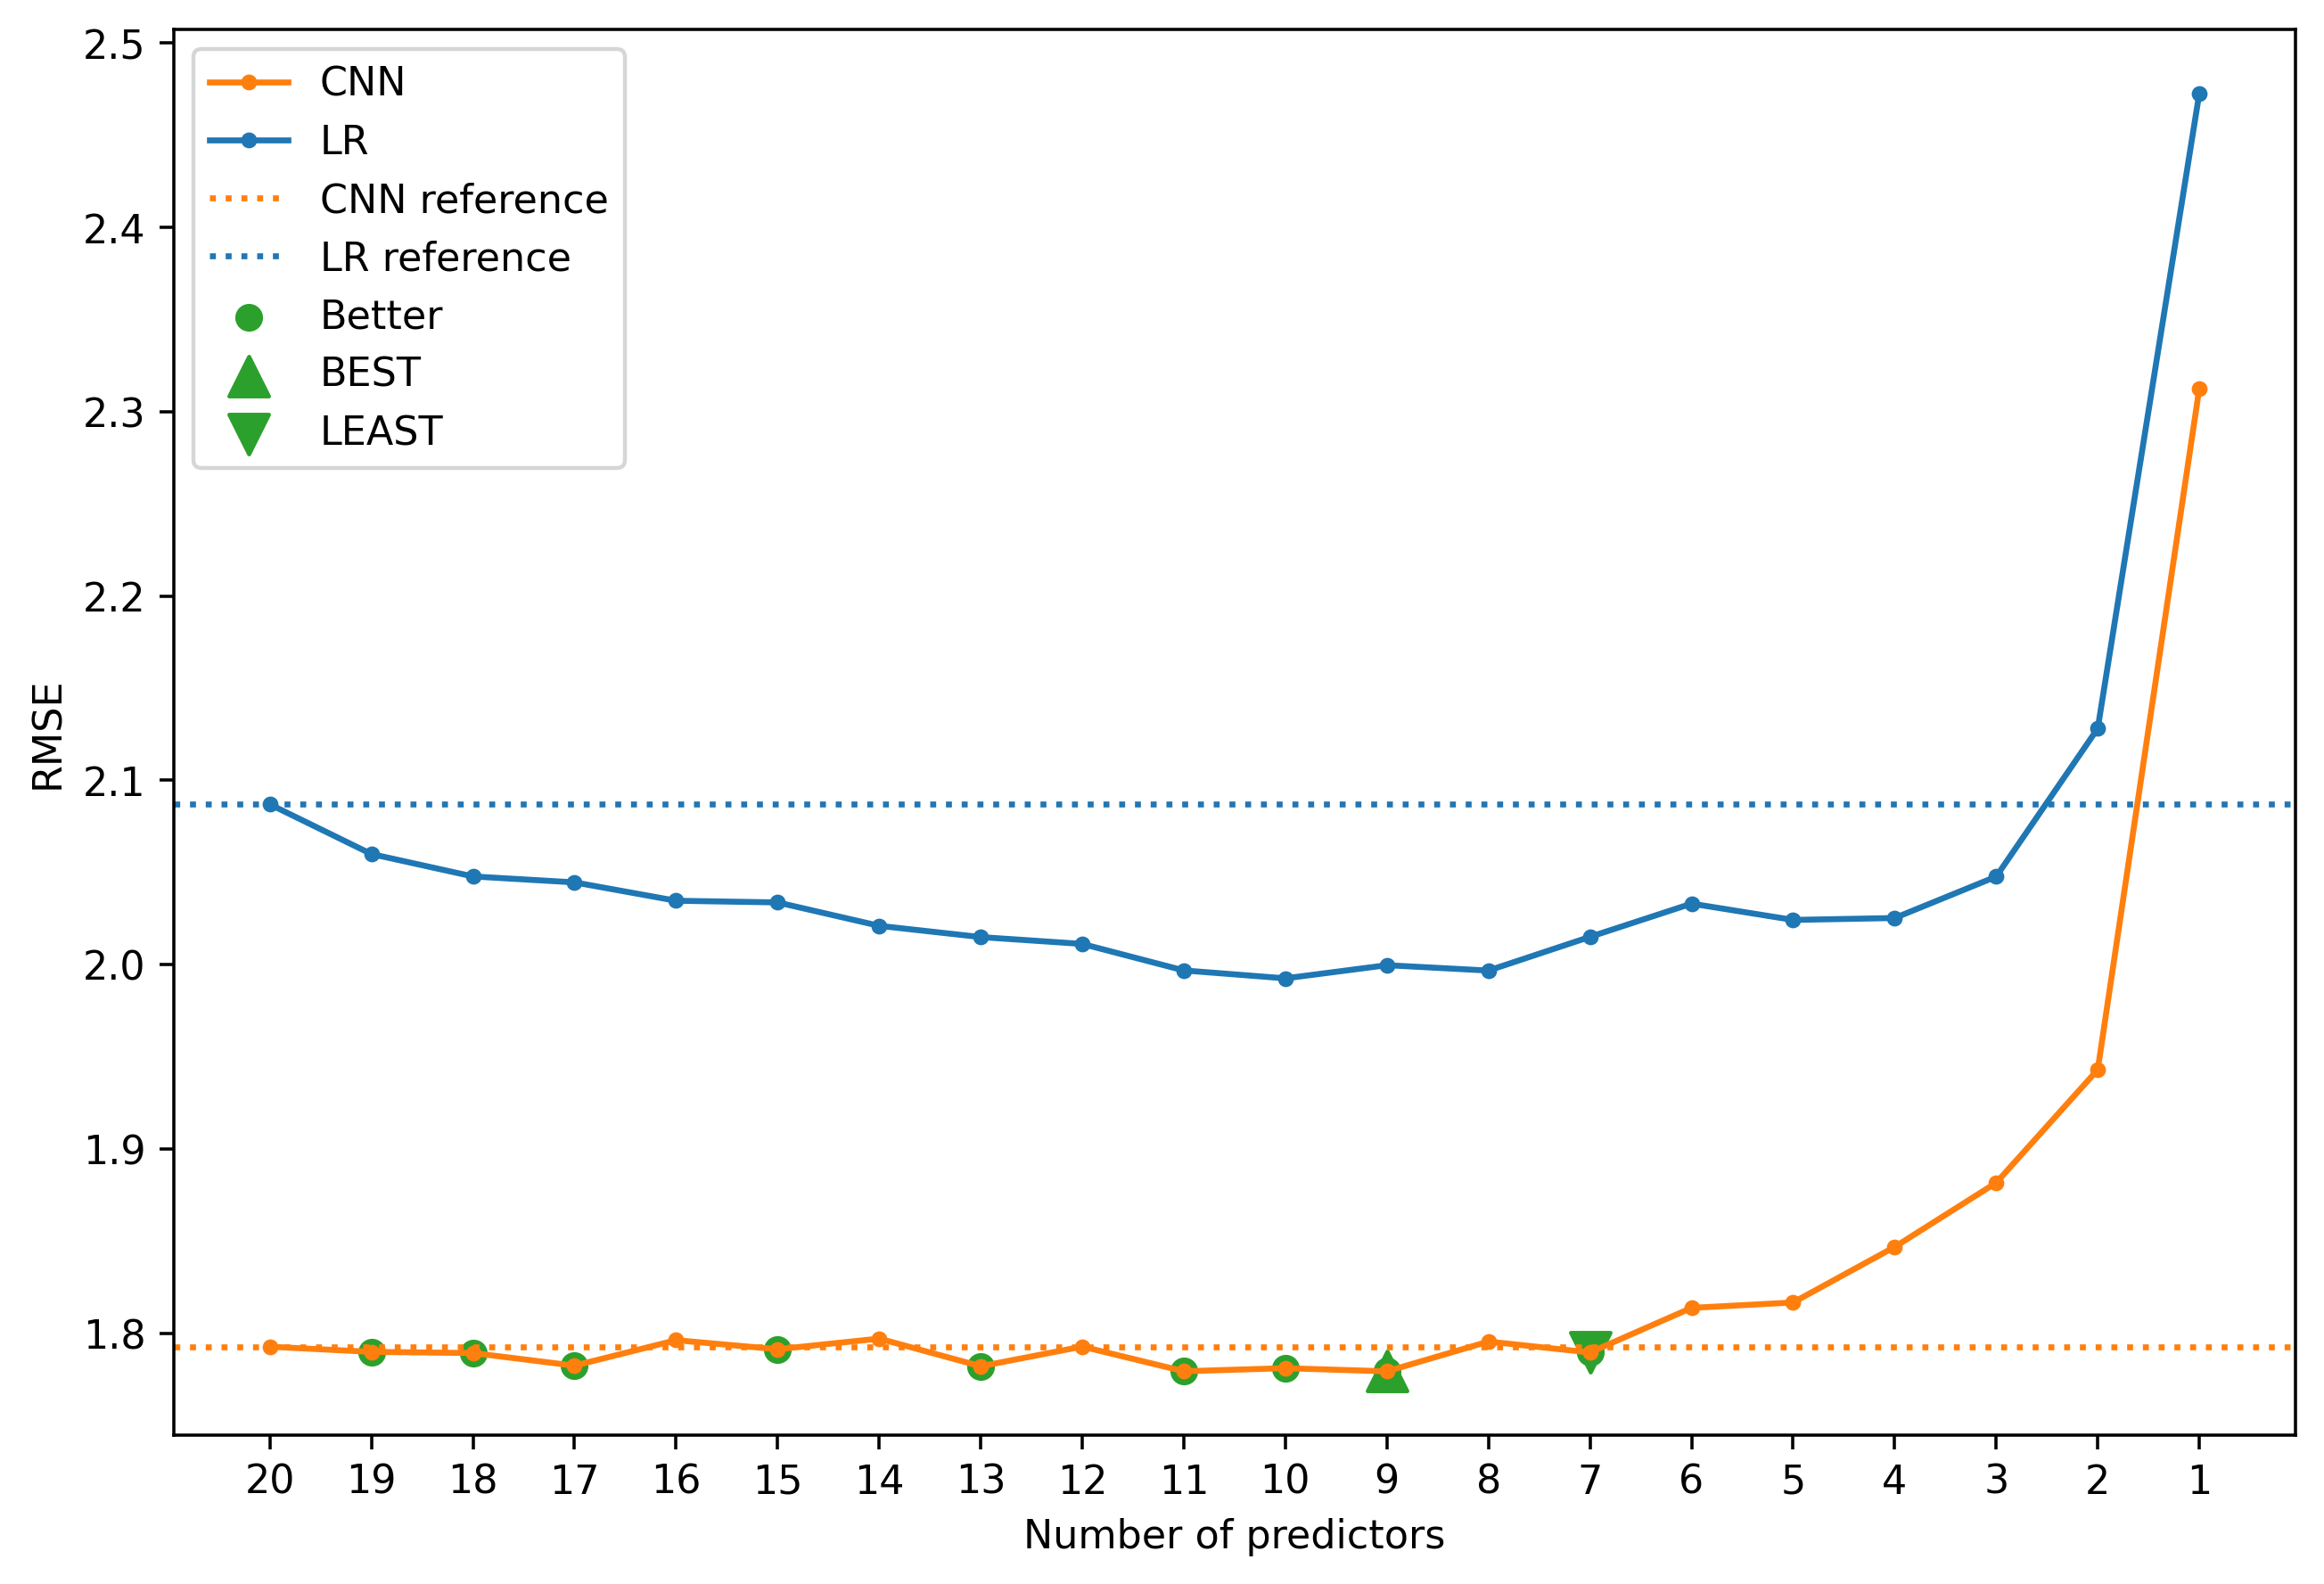 2.5
2.4
2.3
2.2
2.1
2.0
1.9
1.8
RMSE
CNN
LR
CNN reference
LR reference
Better
BEST
LEAST
20 19 18 17 16 15 14 13 12 11 10 9 8 7 6 5 4 3 2 1
Number of predictors